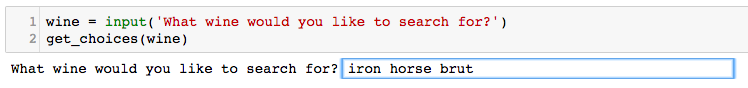 1 wine = input('What wine would you like to search for?')
2 get_choices(wine)
What wine would you like to search for? iron horse brut